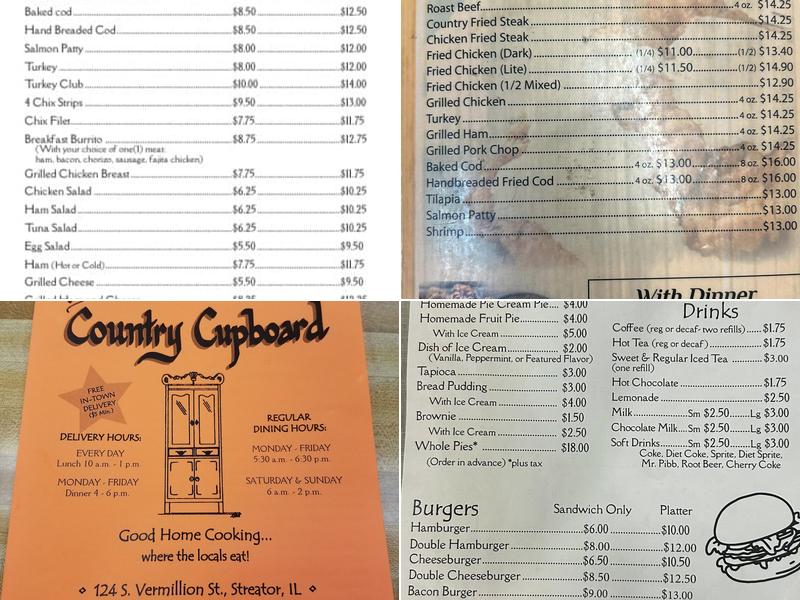 Baked cod $8.50 $12.50
Hand Breaded Cod $8.50 $12.50
Salmon Patty $8.00 $12.00
Turkey $8.00 $12.00
Turkey Club $10.00 $14.00
4 Chix Strips $9.50 $13.00
Chix Filet $7.75 $11.75
Breakfast Burrito $8.75 $12.75
(With your choice of one(1) meat:
ham, bacon, chorizo, sausage, fajita chicken)
Grilled Chicken Breast $7.75 $11.75
Chicken Salad $6.25 $10.25
Ham Salad $6.25 $10.25
Tuna Salad $6.25 $10.25
Egg Salad $5.50 $9.50
Ham (Hot or Cold) $7.75 $11.75
Grilled Cheese $5.50 $9.50
Roast Beef 4 oz. $14.25
Country Fried Steak $14.25
Chicken Fried Steak $14.25
Fried Chicken (Dark) (1/4) $11.00 (1/2) $13.40
Fried Chicken (Lite) (1/4) $11.50 (1/2) $14.90
Fried Chicken (1/2 Mixed) $12.90
Grilled Chicken 4 oz. $14.25
Turkey 4 oz. $14.25
Grilled Ham 4 oz. $14.25
Grilled Pork Chop 4 oz. $14.25
Baked Cod 4 oz. $13.00 8 oz. $16.00
Handbreaded Fried Cod 4 oz. $13.00 8 oz. $16.00
Tilapia $13.00
Salmon Patty $13.00
Shrimp $13.00
With Dinner
Country Cupboard
FREE
IN-TOWN
DELIVERY
($5 Min.)
DELIVERY HOURS:
EVERY DAY
Lunch 10 a.m. - 1 p.m.
MONDAY - FRIDAY
Dinner 4 - 6 p.m.
REGULAR
DINING HOURS:
MONDAY - FRIDAY
5:30 a.m. - 6:30 p.m.
SATURDAY & SUNDAY
6 a.m. - 2 p.m.
Good Home Cooking...
where the locals eat!
124 S. Vermillion St., Streator, IL
Homemade Pie Cream Pie.... $4.00
Homemade Fruit Pie $4.00
With Ice Cream $5.00
Dish of Ice Cream $2.00
(Vanilla, Peppermint, or Featured Flavor)
Tapioca $3.00
Bread Pudding $3.00
With Ice Cream $4.00
Brownie $1.50
With Ice Cream $2.50
Whole Pies* $18.00
(Order in advance) *plus tax
Drinks
Coffee (reg or decaf- two refills) $1.75
Hot Tea (reg or decaf) $1.75
Sweet & Regular Iced Tea $3.00
(one refill)
Hot Chocolate $1.75
Lemonade $2.50
Milk Sm $2.50 Lg $3.00
Chocolate Milk Sm $2.50 Lg $3.00
Soft Drinks Sm $2.50 Lg $3.00
Coke, Diet Coke, Sprite, Diet Sprite,
Mr. Pibb, Root Beer, Cherry Coke
Burgers Sandwich Only Platter
Hamburger $6.00 $10.00
Double Hamburger $8.00 $12.00
Cheeseburger $6.50 $10.50
Double Cheeseburger $8.50 $12.50
Bacon Burger $9.00 $13.00